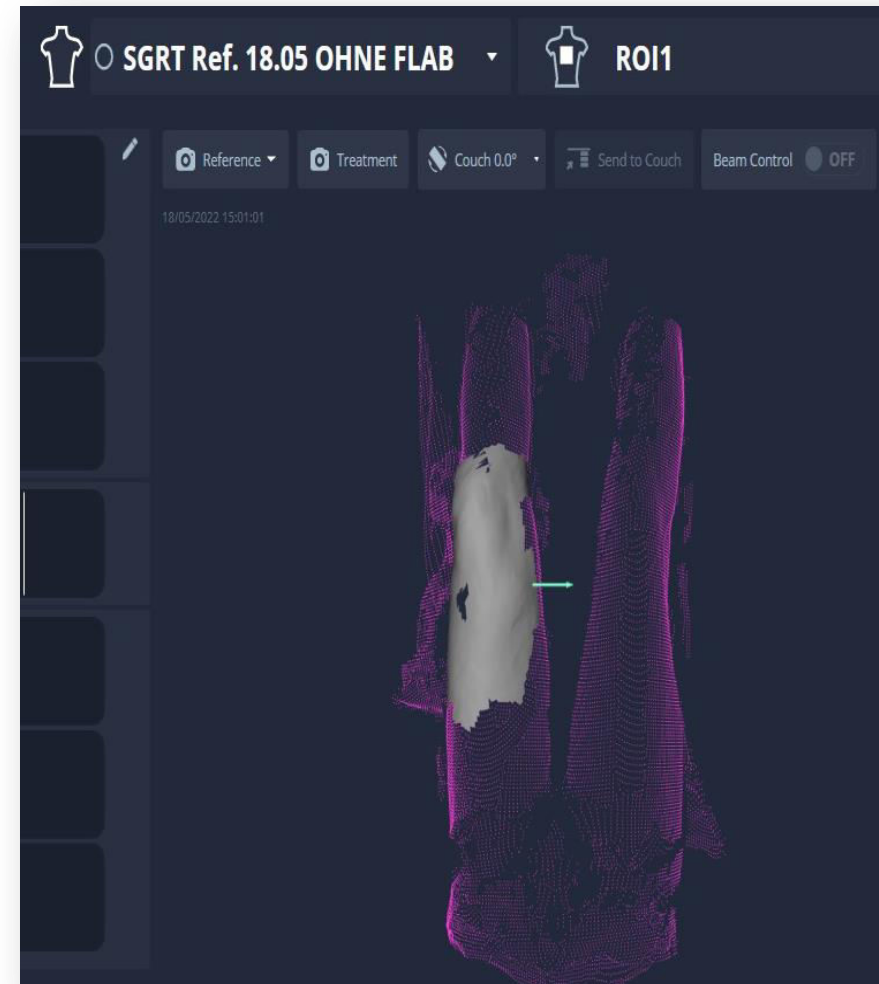 SGRT Ref. 18.05 OHNE FLAB ROI1
Reference Treatment Couch 0.0° Send to Couch Beam Control OFF
18/05/2022 15:01:01